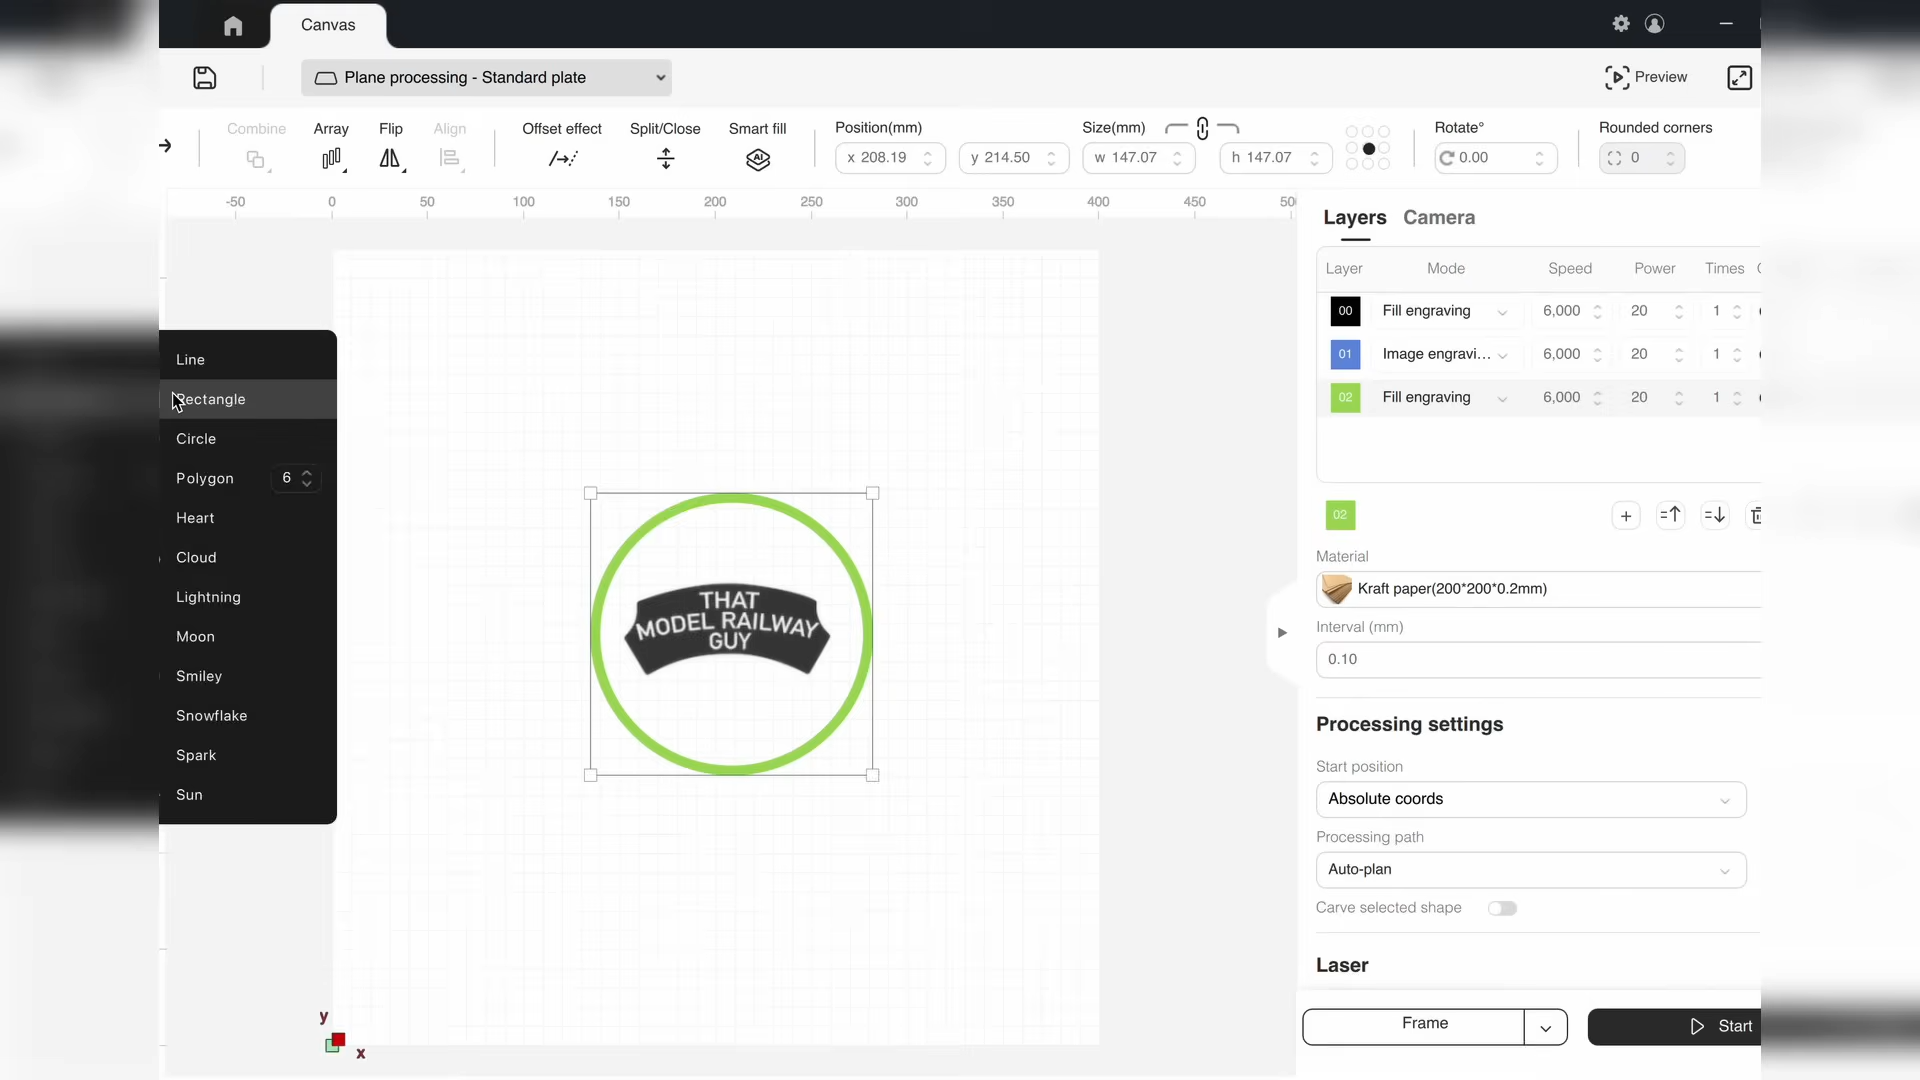 Canvas
Plane processing - Standard plate
Preview
Combine
Array
Flip
Align
Offset effect
Split/Close
Smart fill
Position(mm)
x 208.19
y 214.50
Size(mm)
w 147.07
h 147.07
Rotate°
0.00
Rounded corners
0
-50 0 50 100 150 200 250 300 350 400 450
Layers Camera
Layer Mode Speed Power Times
00 Fill engraving 6,000 20 1
01 Image engravi... 6,000 20 1
02 Fill engraving 6,000 20 1
02
Material
Kraft paper(200*200*0.2mm)
Interval (mm)
0.10
Processing settings
Start position
Absolute coords
Processing path
Auto-plan
Carve selected shape
Laser
Frame
Start
Line
Rectangle
Circle
Polygon 6
Heart
Cloud
Lightning
Moon
Smiley
Snowflake
Spark
Sun
THAT
MODEL RAILWAY
GUY
y
x